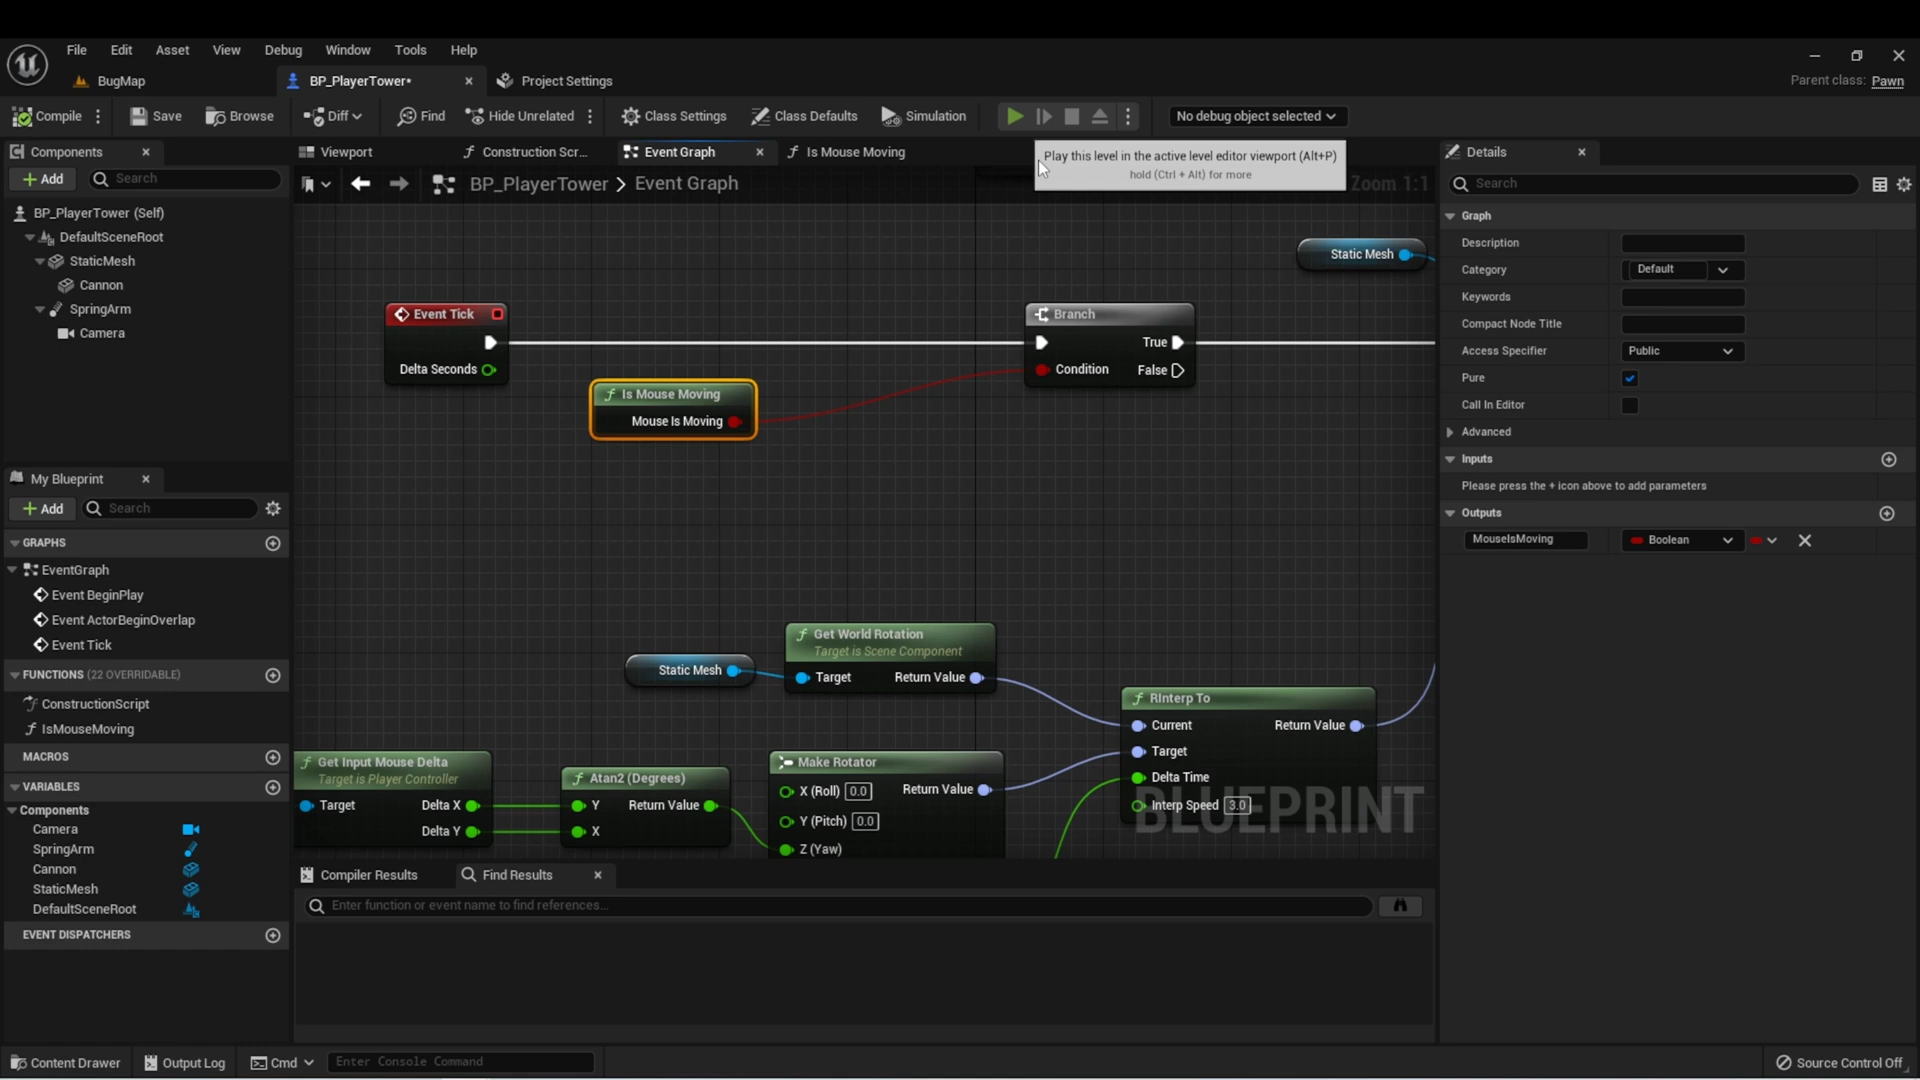 File Edit Asset View Debug Window Tools Help
BugMap BP_PlayerTower* Project Settings
Parent class: Pawn
Compile Save Browse Diff Find Hide Unrelated Class Settings Class Defaults Simulation No debug object selected
Components
Add Search
BP_PlayerTower (Self)
DefaultSceneRoot
StaticMesh
Cannon
SpringArm
Camera
My Blueprint
Add Search
GRAPHS
EventGraph
Event BeginPlay
Event ActorBeginOverlap
Event Tick
FUNCTIONS (22 OVERRIDABLE)
ConstructionScript
IsMouseMoving
MACROS
VARIABLES
Components
Camera
SpringArm
Cannon
StaticMesh
DefaultSceneRoot
EVENT DISPATCHERS
Viewport Construction Scr... Event Graph Is Mouse Moving
BP_PlayerTower > Event Graph
Zoom 1:1
Play this level in the active level editor viewport (Alt+P)
hold (Ctrl + Alt) for more
Static Mesh
Event Tick
Delta Seconds
Is Mouse Moving
Mouse Is Moving
Branch
True
Condition False
Static Mesh
Get World Rotation
Target is Scene Component
Target Return Value
RInterp To
Current Return Value
Target
Delta Time
Interp Speed 3.0
Get Input Mouse Delta
Target is Player Controller
Target Delta X
Delta Y
Atan2 (Degrees)
Y Return Value
X
Make Rotator
X (Roll) 0.0 Return Value
Y (Pitch) 0.0
Z (Yaw)
BLUEPRINT
Compiler Results Find Results
Enter function or event name to find references...
Details
Search
Graph
Description
Category Default
Keywords
Compact Node Title
Access Specifier Public
Pure
Call In Editor
Advanced
Inputs
Please press the + icon above to add parameters
Outputs
MouseIsMoving Boolean
Content Drawer Output Log Cmd Enter Console Command Source Control Off